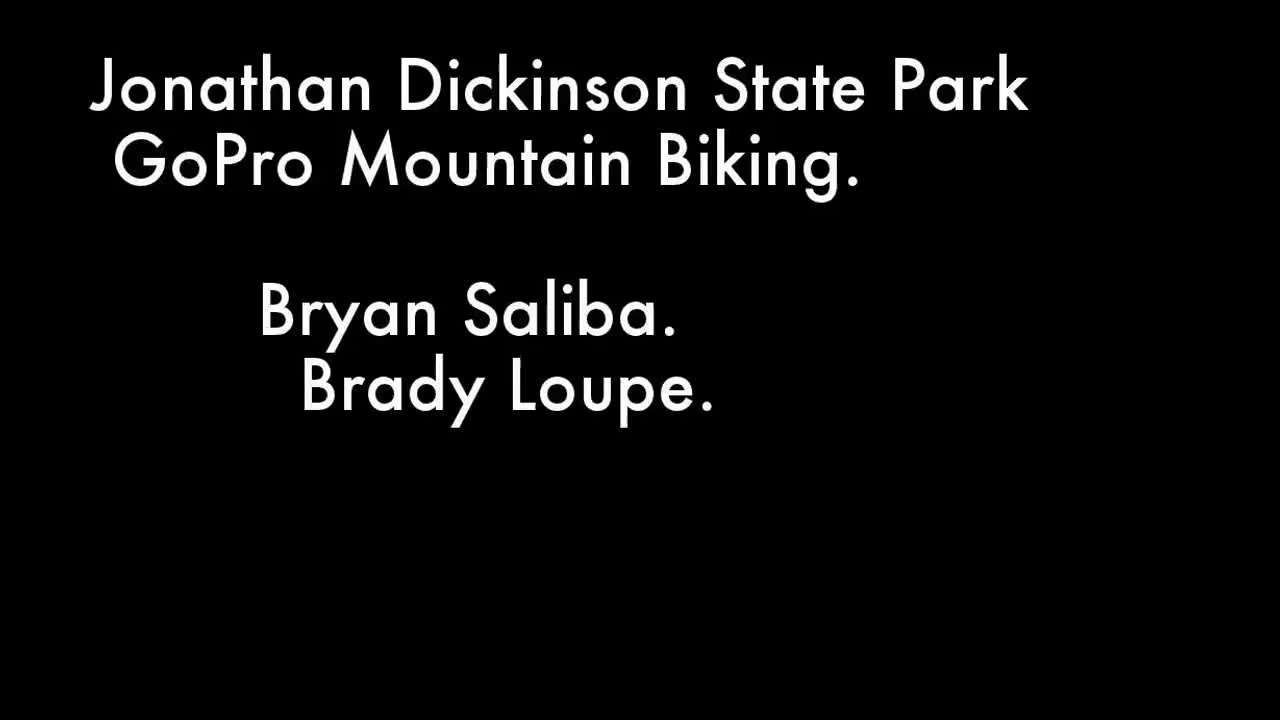 Jonathan Dickinson State Park
GoPro Mountain Biking.
Bryan Saliba.
Brady Loupe.